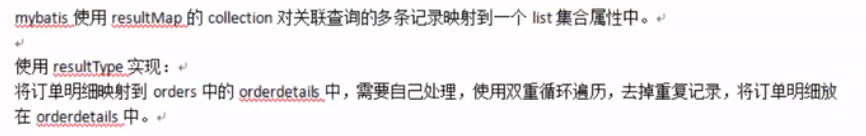 mybatis 使用 resultMap 的 collection 对关联查询的多条记录映射到一个 list 集合属性中。
使用 resultType 实现：
将订单明细映射到 orders 中的 orderdetails 中，需要自己处理，使用双重循环遍历，去掉重复记录，将订单明细放
在 orderdetails 中。